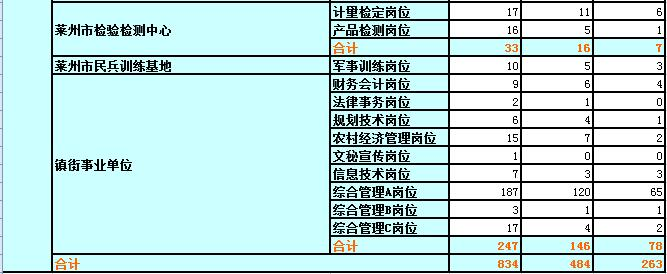 计量检定岗位 17 11 6
莱州市检验检测中心 产品检测岗位 16 5 1
合计 33 16 7
莱州市民兵训练基地 军事训练岗位 10 5 3
财务会计岗位 9 6 4
法律事务岗位 2 1 0
规划技术岗位 6 4 1
农村经济管理岗位 15 7 2
镇街事业单位 文秘宣传岗位 1 0 0
信息技术岗位 7 3 3
综合管理A岗位 187 120 65
综合管理B岗位 3 1 1
综合管理C岗位 17 4 2
合计 247 146 78
合计 834 484 263